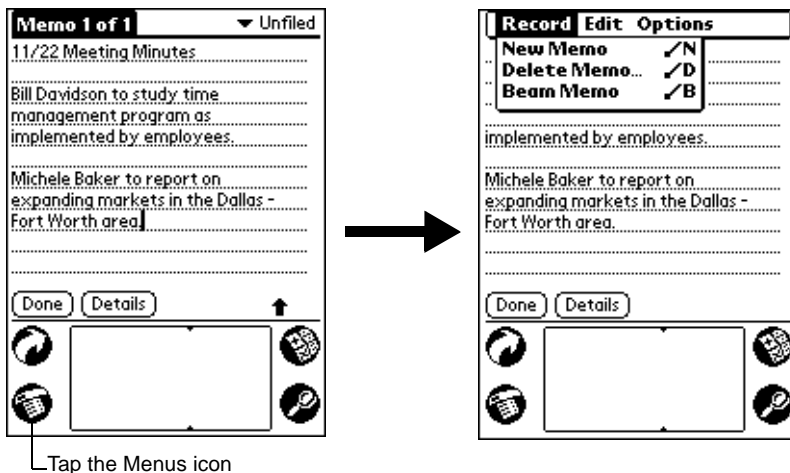 Memo 1 of 1
Unfiled
11/22 Meeting Minutes
Bill Davidson to study time
management program as
implemented by employees.
Michele Baker to report on
expanding markets in the Dallas -
Fort Worth area.
Done
Details
Tap the Menus icon
Record Edit Options
New Memo /N
Delete Memo... /D
Beam Memo /B
implemented by employees.
Michele Baker to report on
expanding markets in the Dallas -
Fort Worth area.
Done
Details